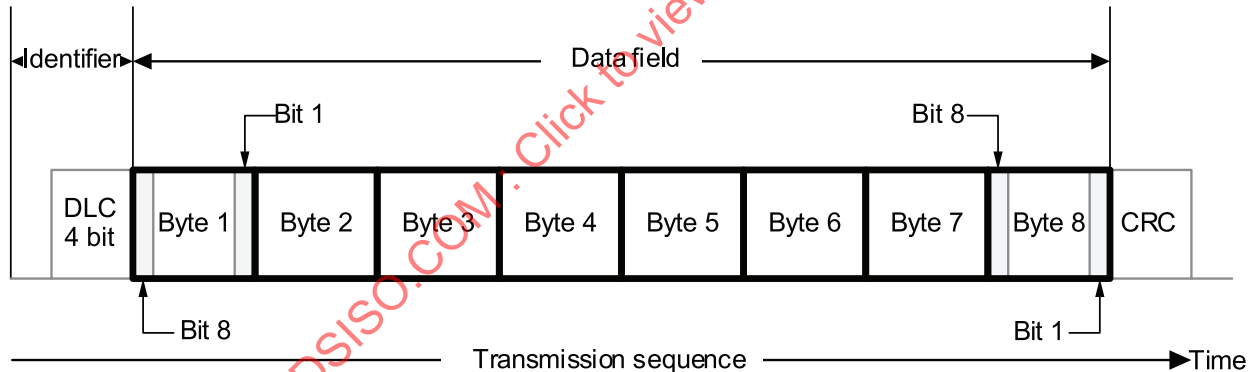 Identifier
Data field
Bit 1
Bit 8
DLC
4 bit
Byte 1
Byte 2
Byte 3
Byte 4
Byte 5
Byte 6
Byte 7
Byte 8
CRC
Bit 8
Bit 1
Transmission sequence
Time
DSISO.COM : Click to view